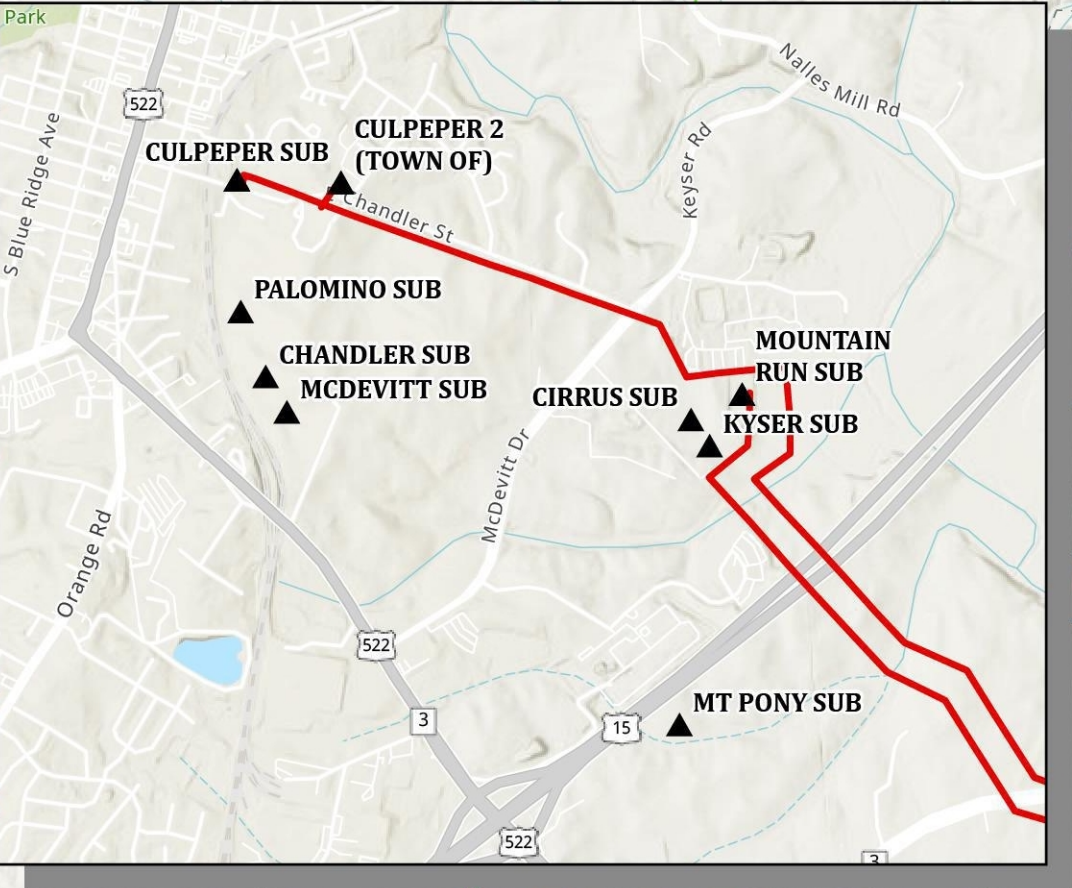 Park
522
S Blue Ridge Ave
CULPEPER SUB
CULPEPER 2
(TOWN OF)
Chandler St
Nalles Mill Rd
Keyser Rd
PALOMINO SUB
CHANDLER SUB
MCDEVITT SUB
MOUNTAIN
RUN SUB
CIRRUS SUB
KYSER SUB
McDevitt Dr
Orange Rd
522
3
15
MT PONY SUB
522
3